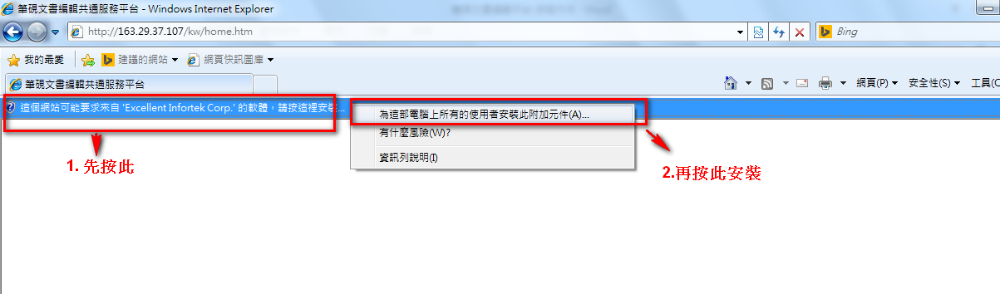 筆硯文書編輯共通服務平台 - Windows Internet Explorer
http://163.29.37.107/kw/home.htm
Bing
我的最愛
建議的網站
網頁快訊圖庫
筆硯文書編輯共通服務平台
網頁(P)
安全性(S)
工具(O
這個網站可能要求來自 'Excellent Infortek Corp.' 的軟體，請按這裡安裝...
為這部電腦上所有的使用者安裝此附加元件(A)...
有什麼風險(W)?
資訊列說明(I)
1. 先按此
2.再按此安裝